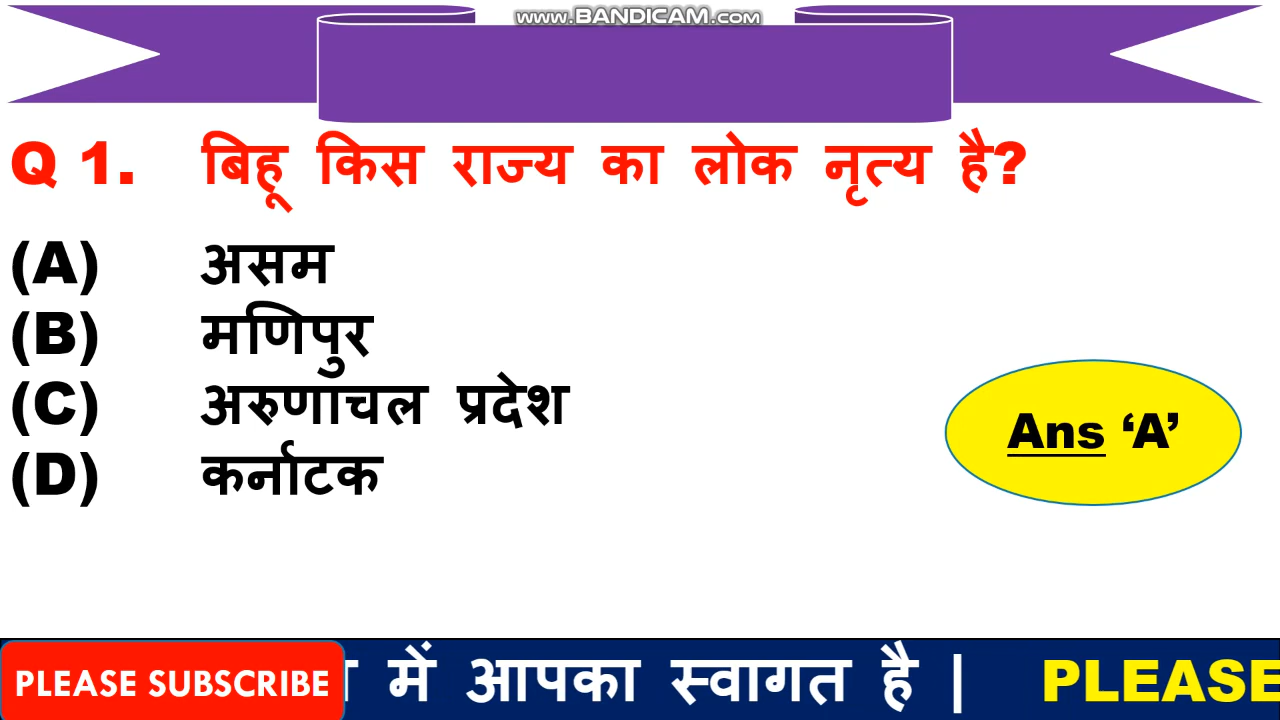 www.BANDICAM.com
Q 1. बिहू किस राज्य का लोक नृत्य है?
(A) असम
(B) मणिपुर
(C) अरुणाचल प्रदेश
(D) कर्नाटक
Ans ‘A’
PLEASE SUBSCRIBE
में आपका स्वागत है | PLEASE